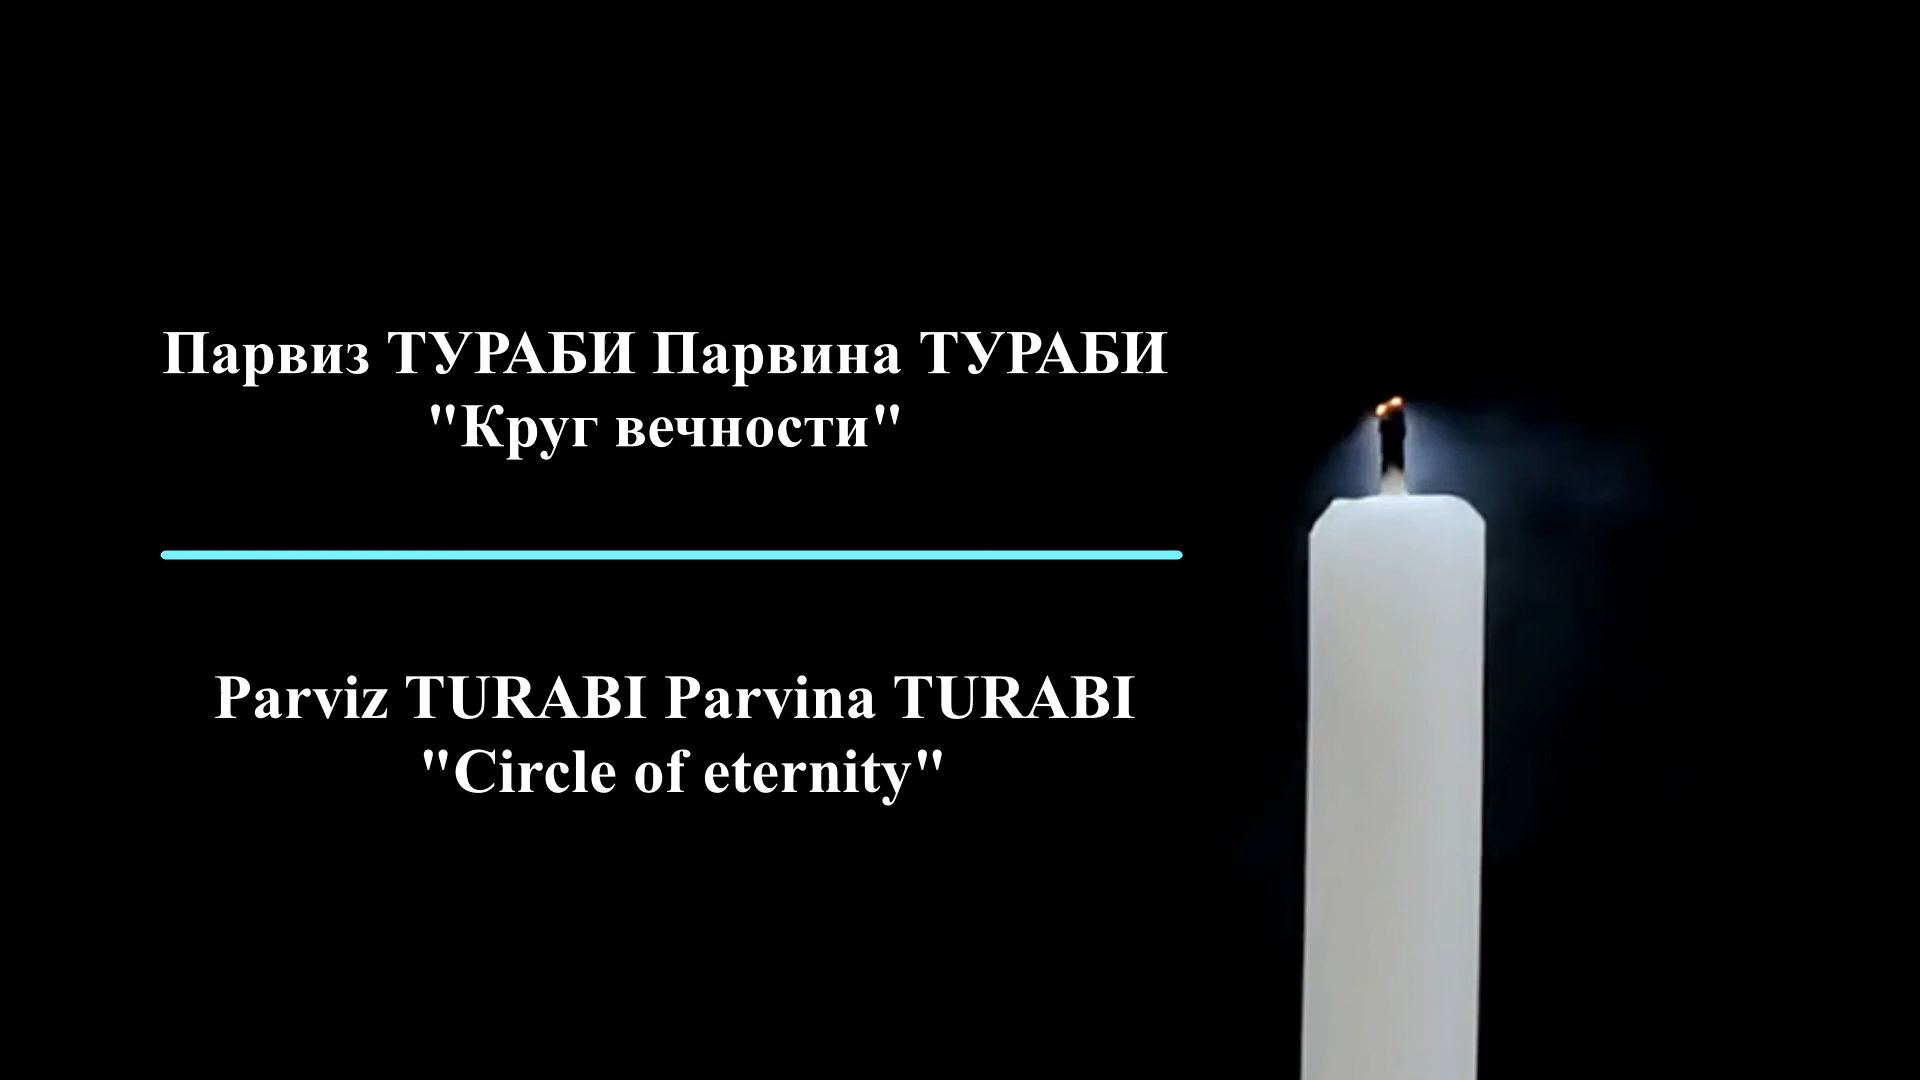 Парвиз ТУРАБИ Парвина ТУРАБИ
"Круг вечности"
Parviz TURABI Parvina TURABI
"Circle of eternity"